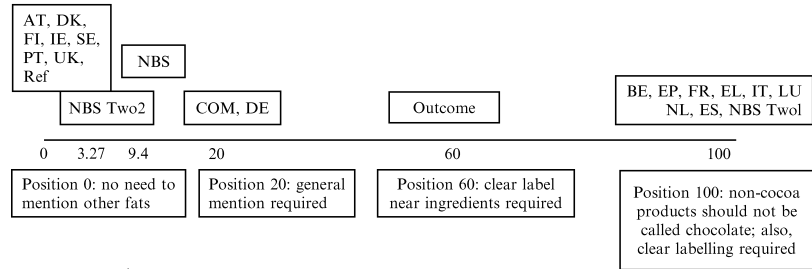 AT, DK,
FI, IE, SE,
PT, UK,
Ref
NBS
NBS Two2
COM, DE
Outcome
BE, EP, FR, EL, IT, LU
NL, ES, NBS Twol
0
3.27
9.4
20
60
100
Position 0: no need to
mention other fats
Position 20: general
mention required
Position 60: clear label
near ingredients required
Position 100: non-cocoa
products should not be
called chocolate; also,
clear labelling required